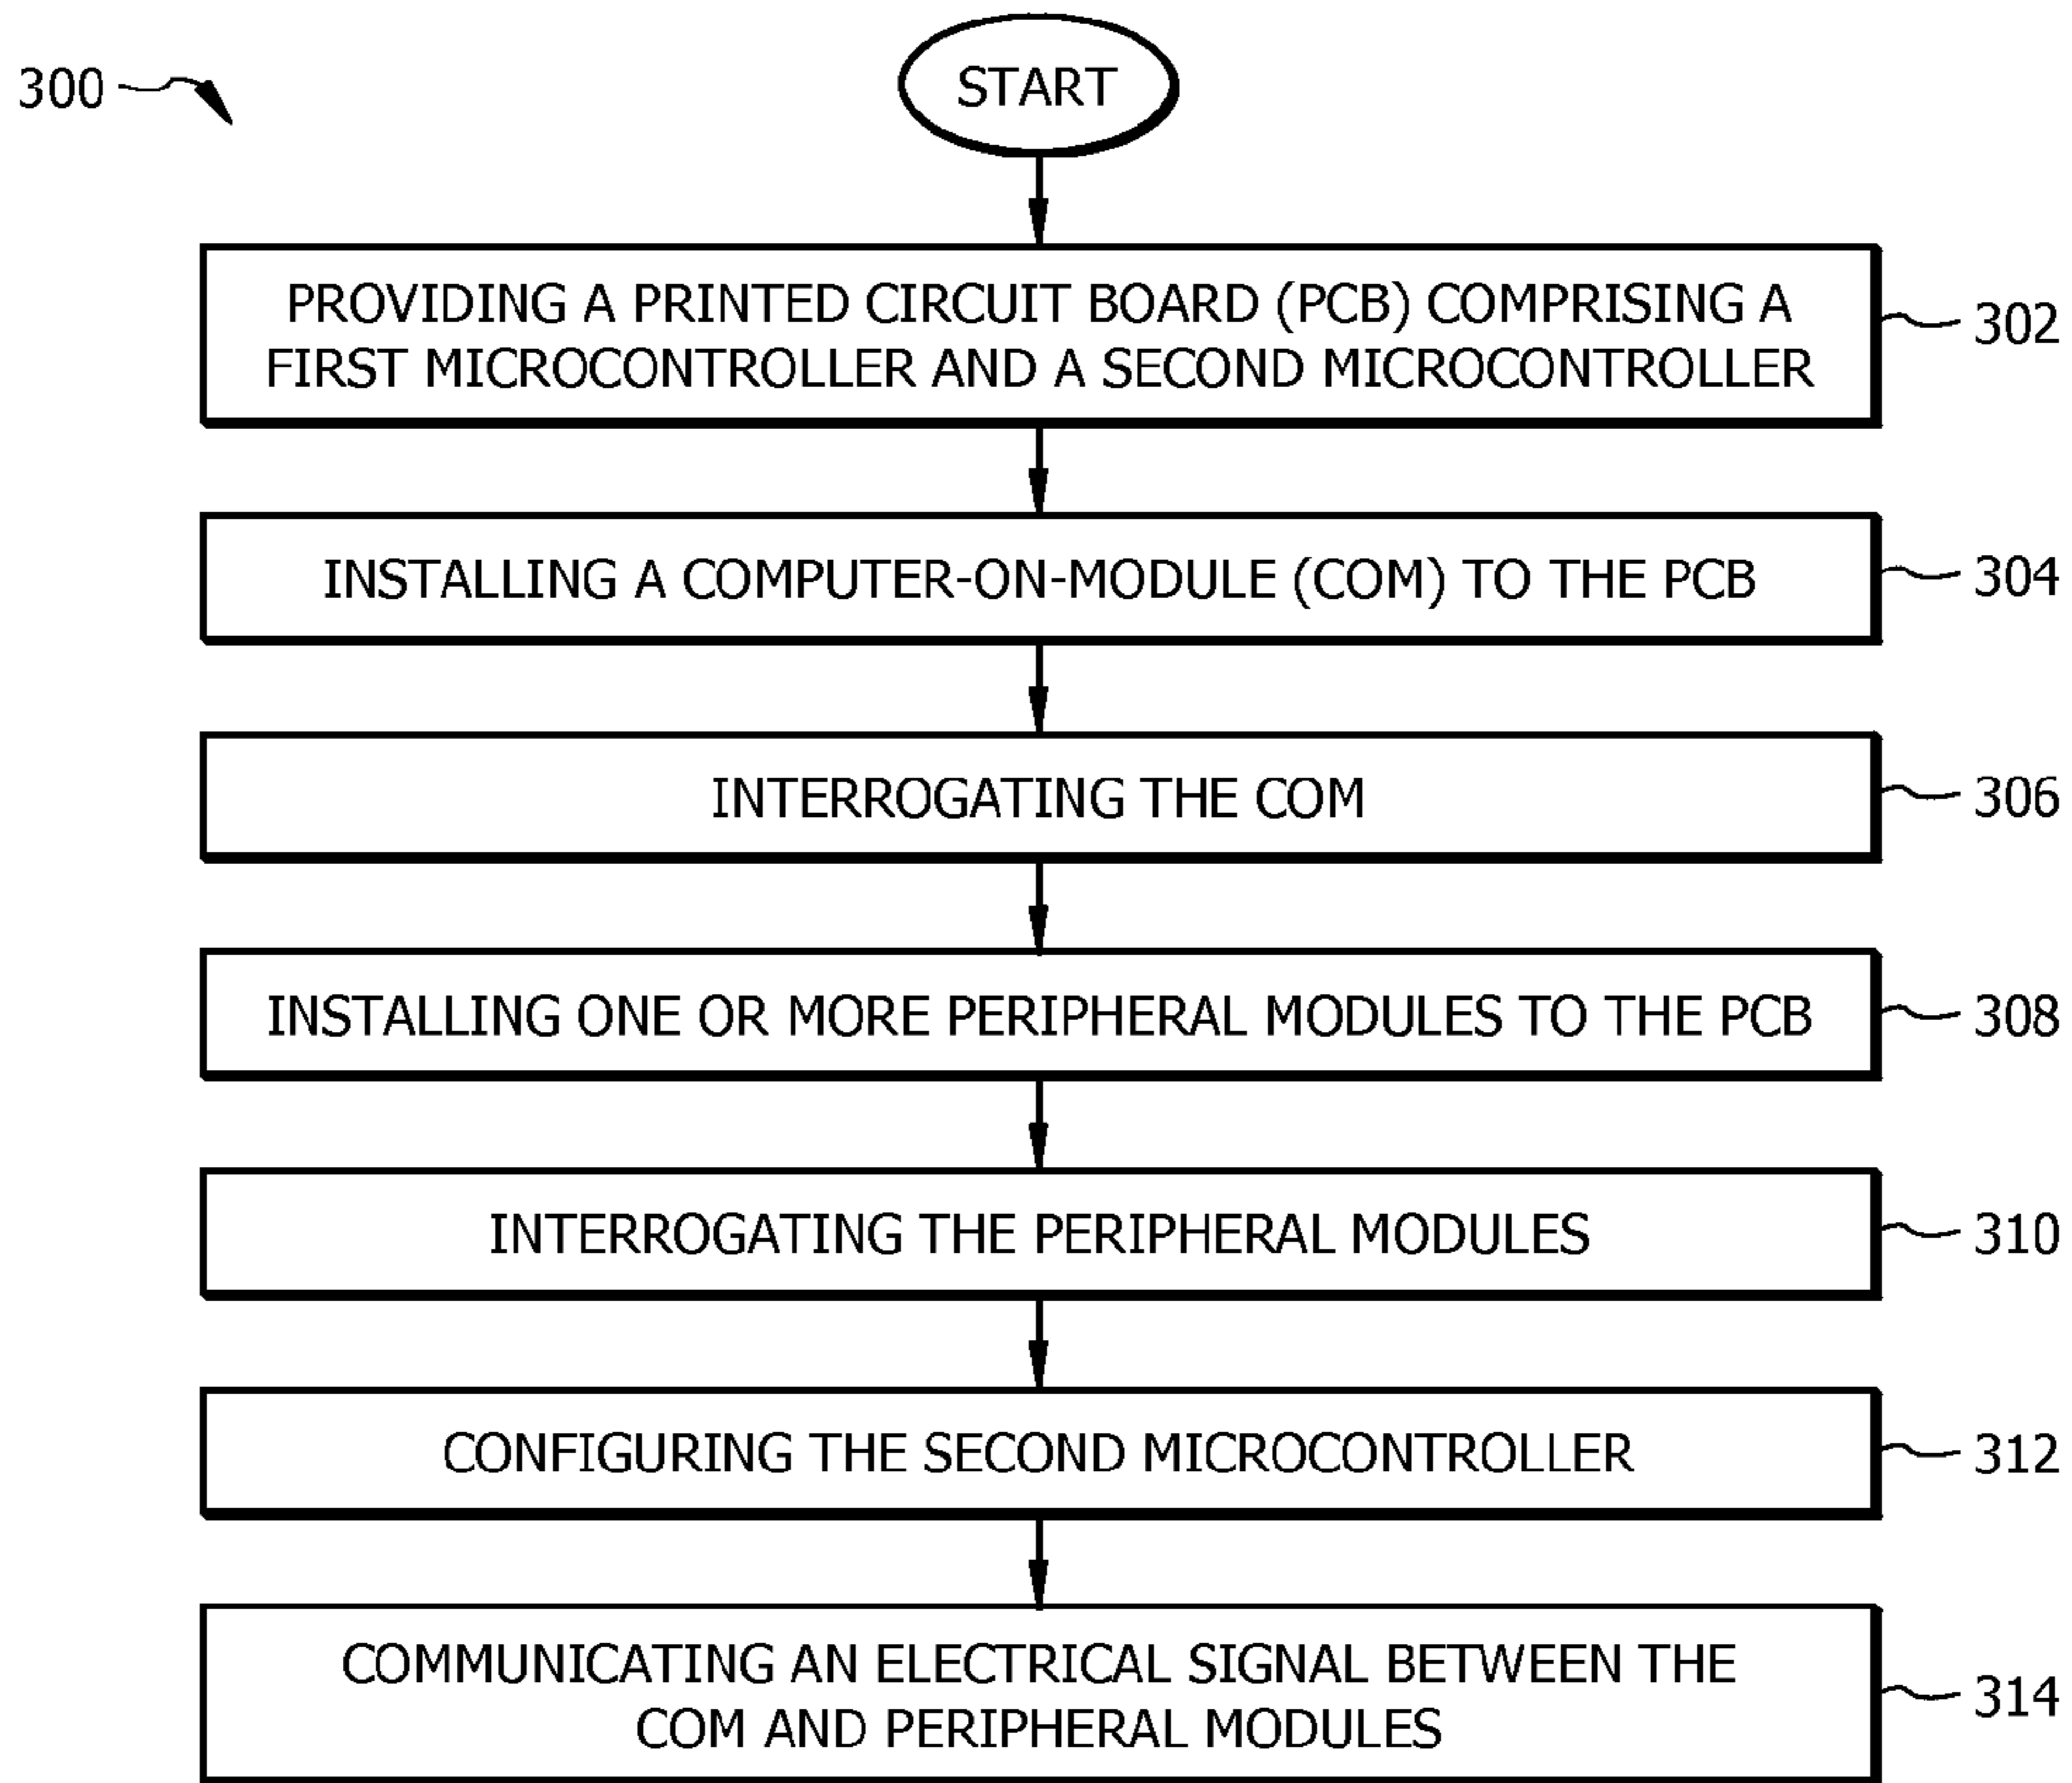 300
START
PROVIDING A PRINTED CIRCUIT BOARD (PCB) COMPRISING A
FIRST MICROCONTROLLER AND A SECOND MICROCONTROLLER
302
INSTALLING A COMPUTER-ON-MODULE (COM) TO THE PCB
304
INTERROGATING THE COM
306
INSTALLING ONE OR MORE PERIPHERAL MODULES TO THE PCB
308
INTERROGATING THE PERIPHERAL MODULES
310
CONFIGURING THE SECOND MICROCONTROLLER
312
COMMUNICATING AN ELECTRICAL SIGNAL BETWEEN THE
COM AND PERIPHERAL MODULES
314